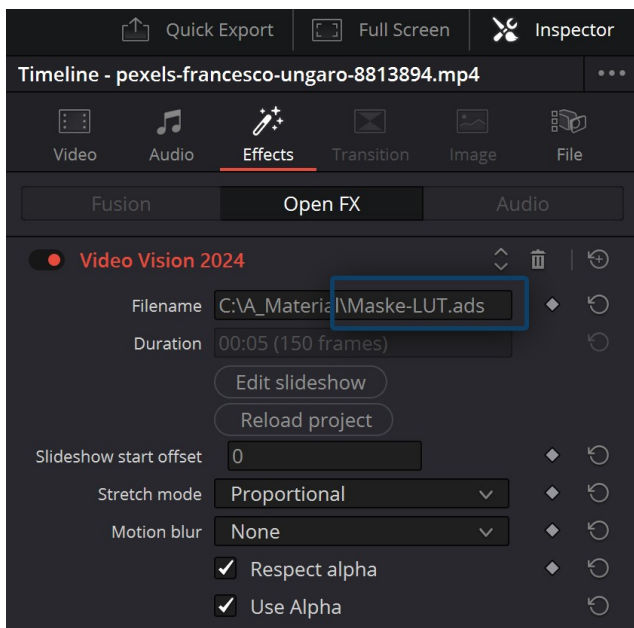 Quick Export Full Screen Inspector
Timeline - pexels-francesco-ungaro-8813894.mp4
Video Audio Effects Transition Image File
Fusion Open FX Audio
Video Vision 2024
Filename C:\A_Material\Maske-LUT.ads
Duration 00:05 (150 frames)
Edit slideshow
Reload project
Slideshow start offset 0
Stretch mode Proportional
Motion blur None
Respect alpha
Use Alpha